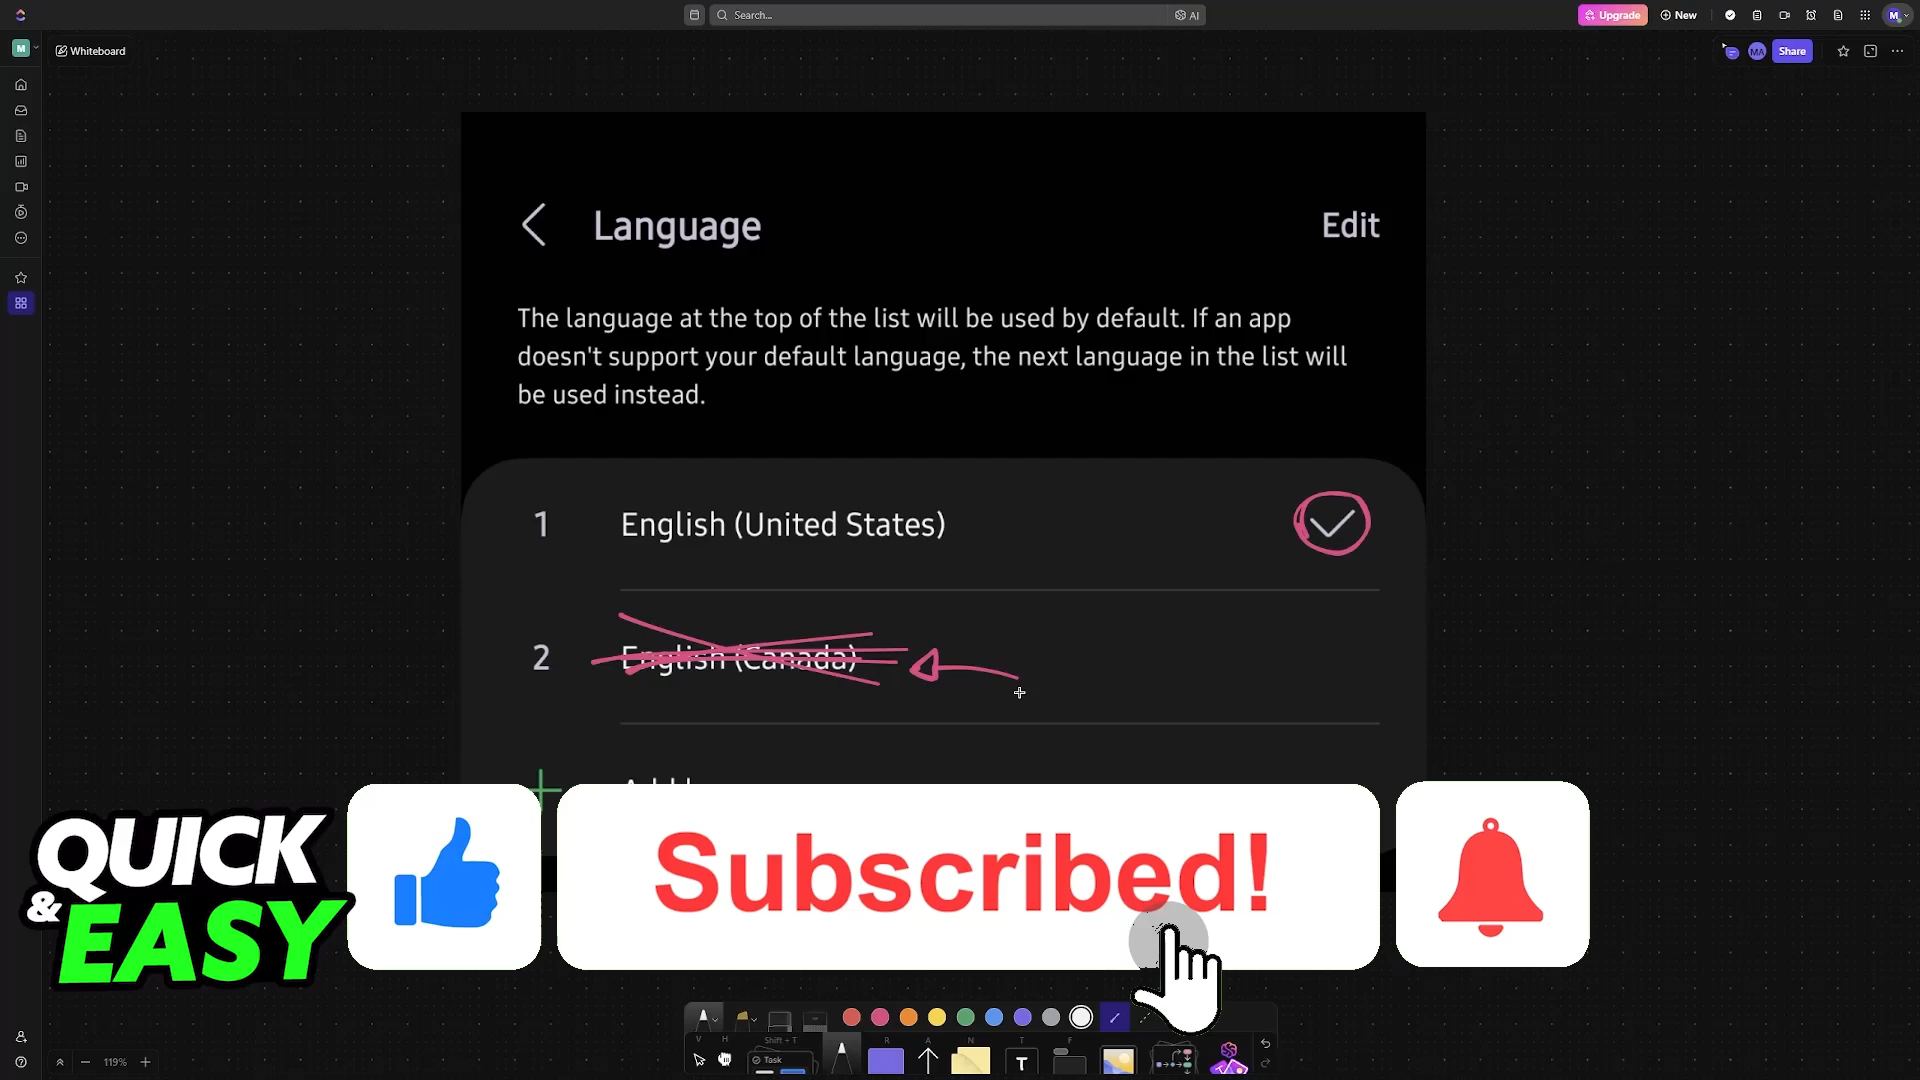 Search...
AI
Upgrade
New
M
M
Whiteboard
MA
Share
Language
Edit
The language at the top of the list will be used by default. If an app
doesn't support your default language, the next language in the list will
be used instead.
1
English (United States)
2
English (Canada)
QUICK
&EASY
Subscribed!
V
H
Shift + T
R
A
N
T
F
Task
T
119%